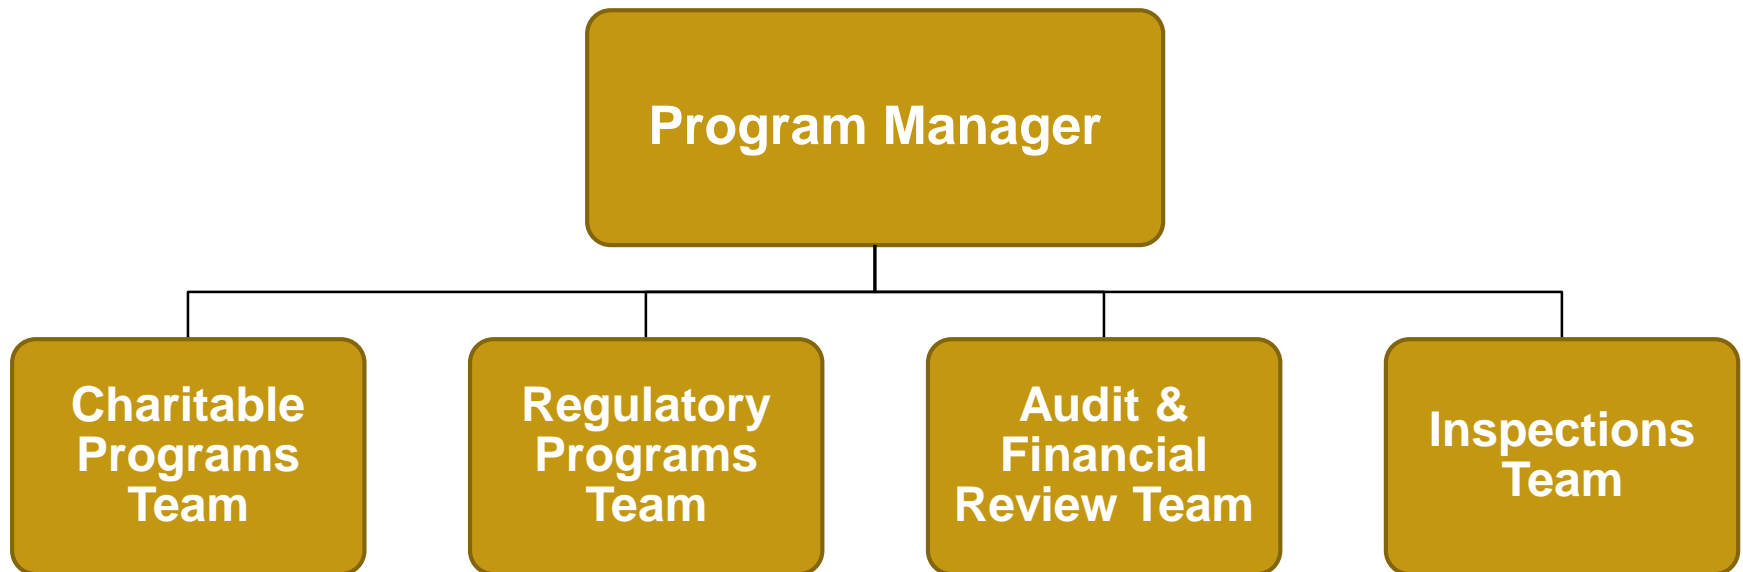 Program Manager
Charitable
Programs
Team
Regulatory
Programs
Team
Audit &
Financial
Review Team
Inspections
Team